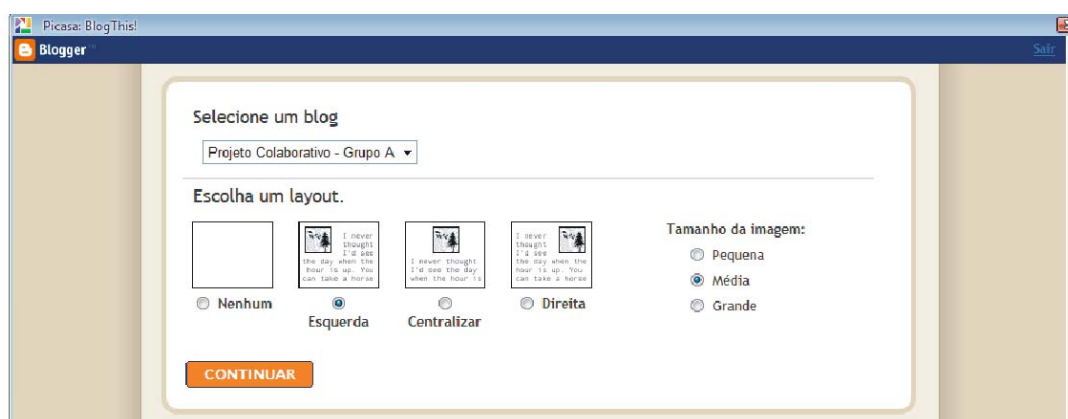 Picasa: BlogThis!
Blogger™
Sair
Selecione um blog
Projeto Colaborativo - Grupo A
Escolha um layout.
I never
thought
I'd see
the day when the
hour is up. You
can take a horse
I never thought
I'd see the day
when the hour is
I never
thought
I'd see
the day when the
hour is up. You
can take a horse
Nenhum
Esquerda
Centralizar
Direita
Tamanho da imagem:
Pequena
Média
Grande
CONTINUAR